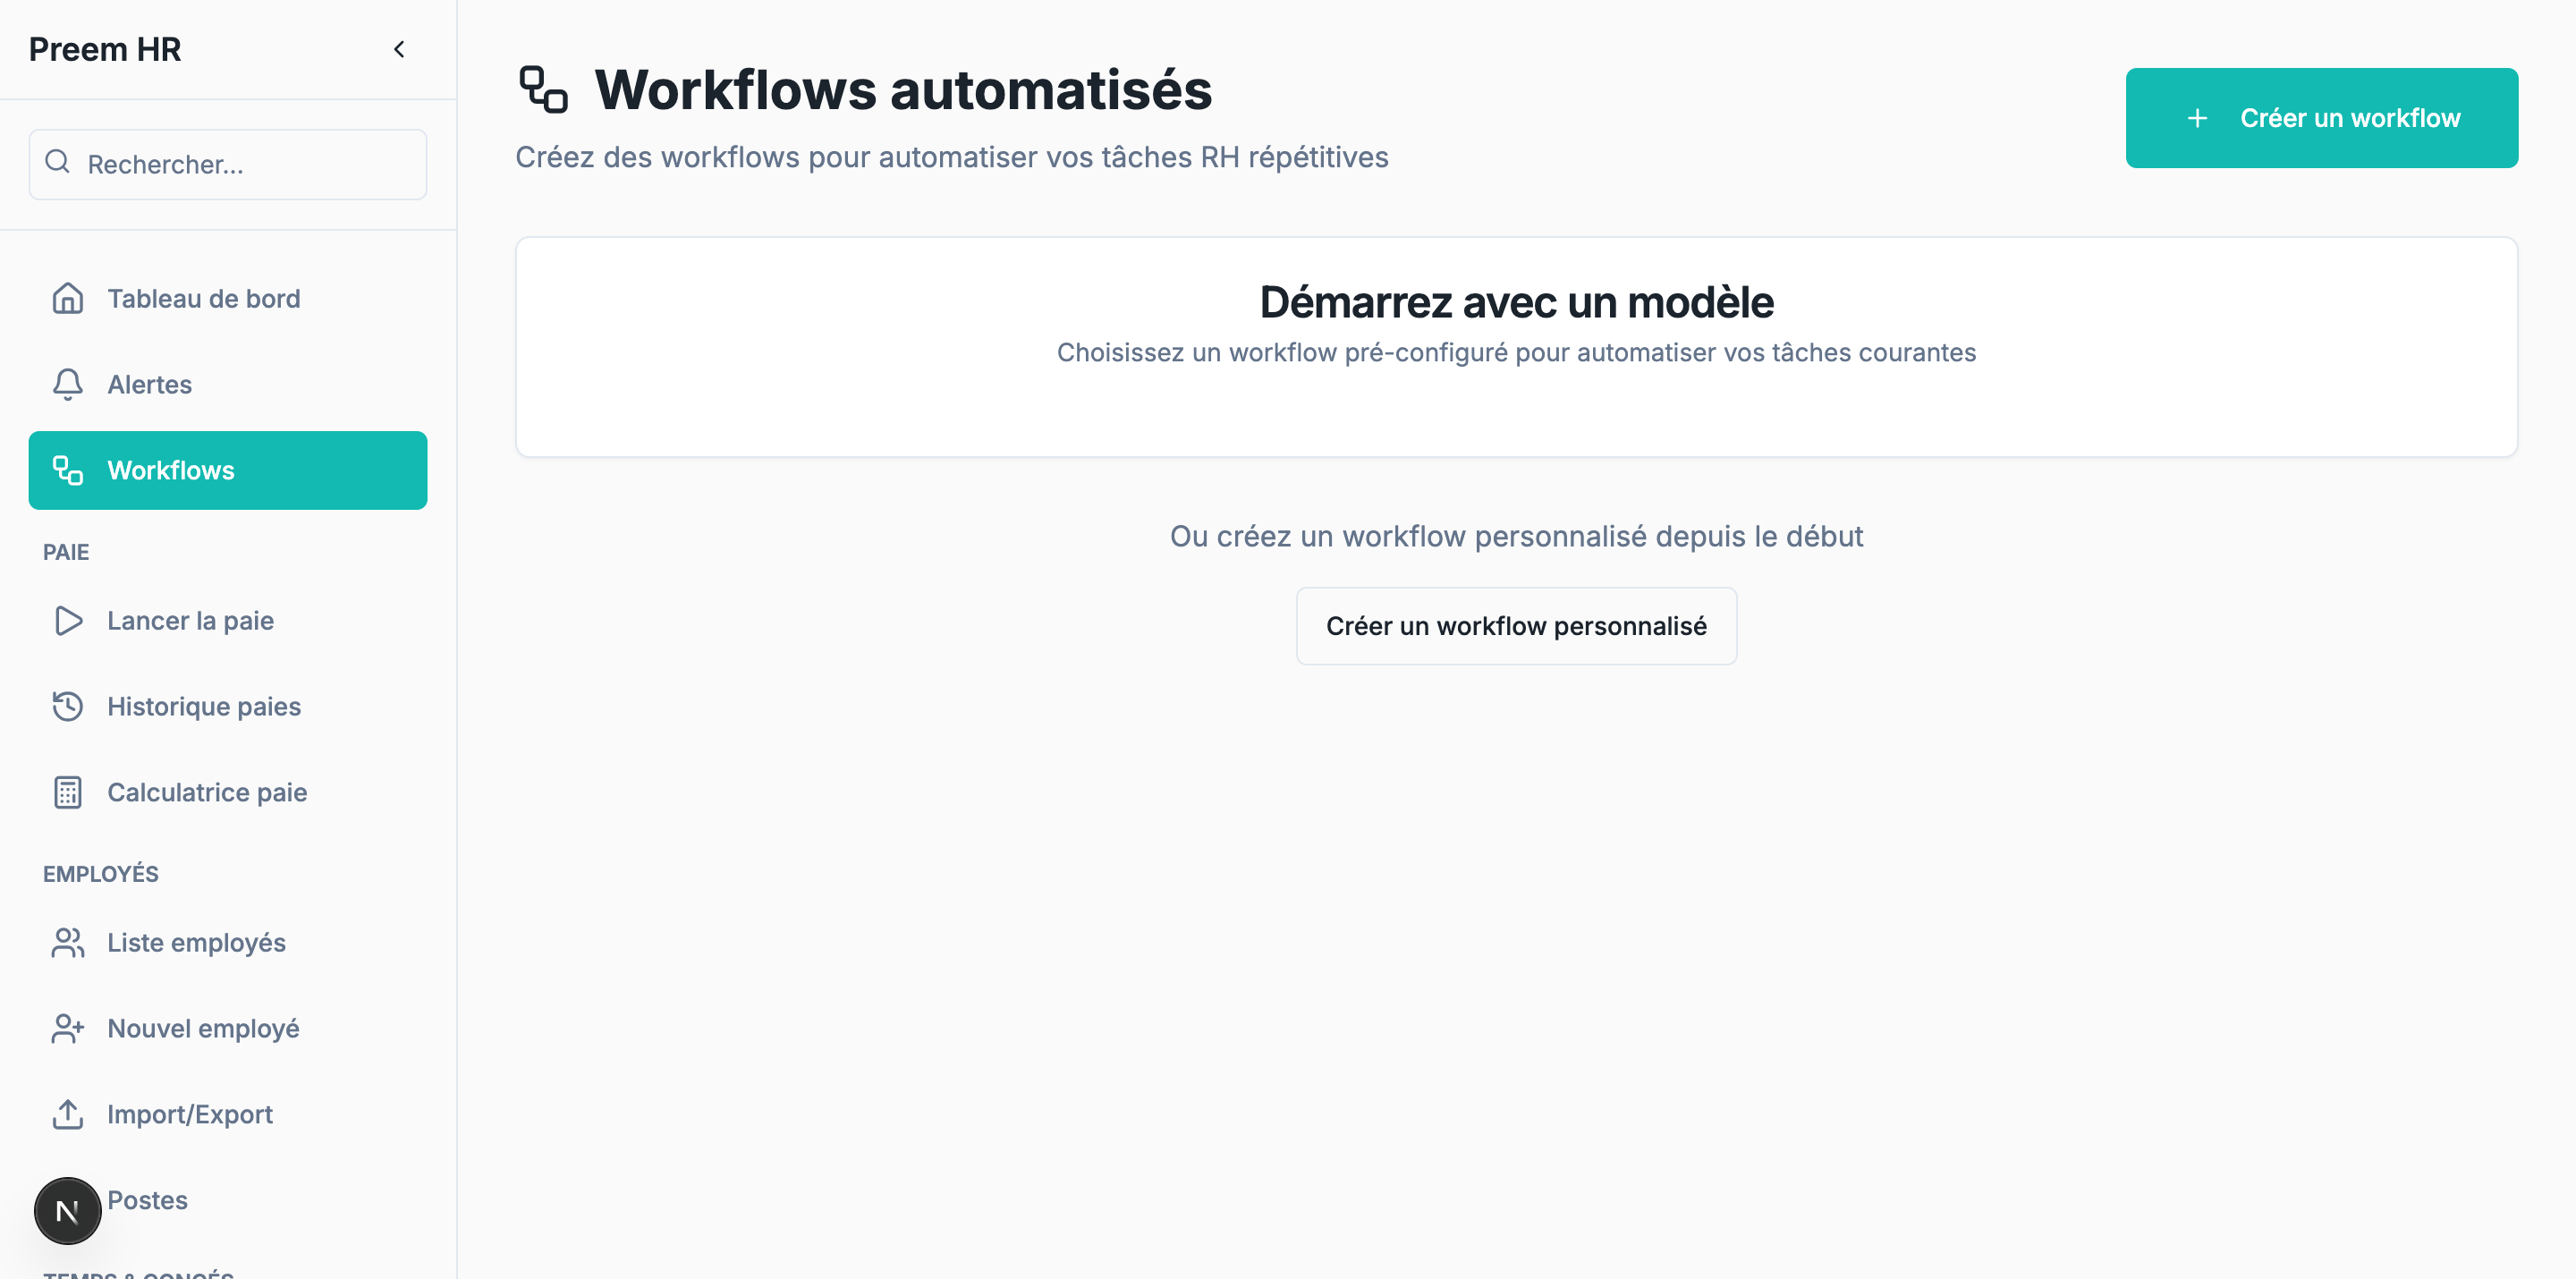 Preem HR
Rechercher...
Tableau de bord
Alertes
Workflows
PAIE
Lancer la paie
Historique paies
Calculatrice paie
EMPLOYÉS
Liste employés
Nouvel employé
Import/Export
Postes
TEMPS & CONGÉS
N
Workflows automatisés
Créez des workflows pour automatiser vos tâches RH répétitives
Créer un workflow
Démarrez avec un modèle
Choisissez un workflow pré-configuré pour automatiser vos tâches courantes
Ou créez un workflow personnalisé depuis le début
Créer un workflow personnalisé